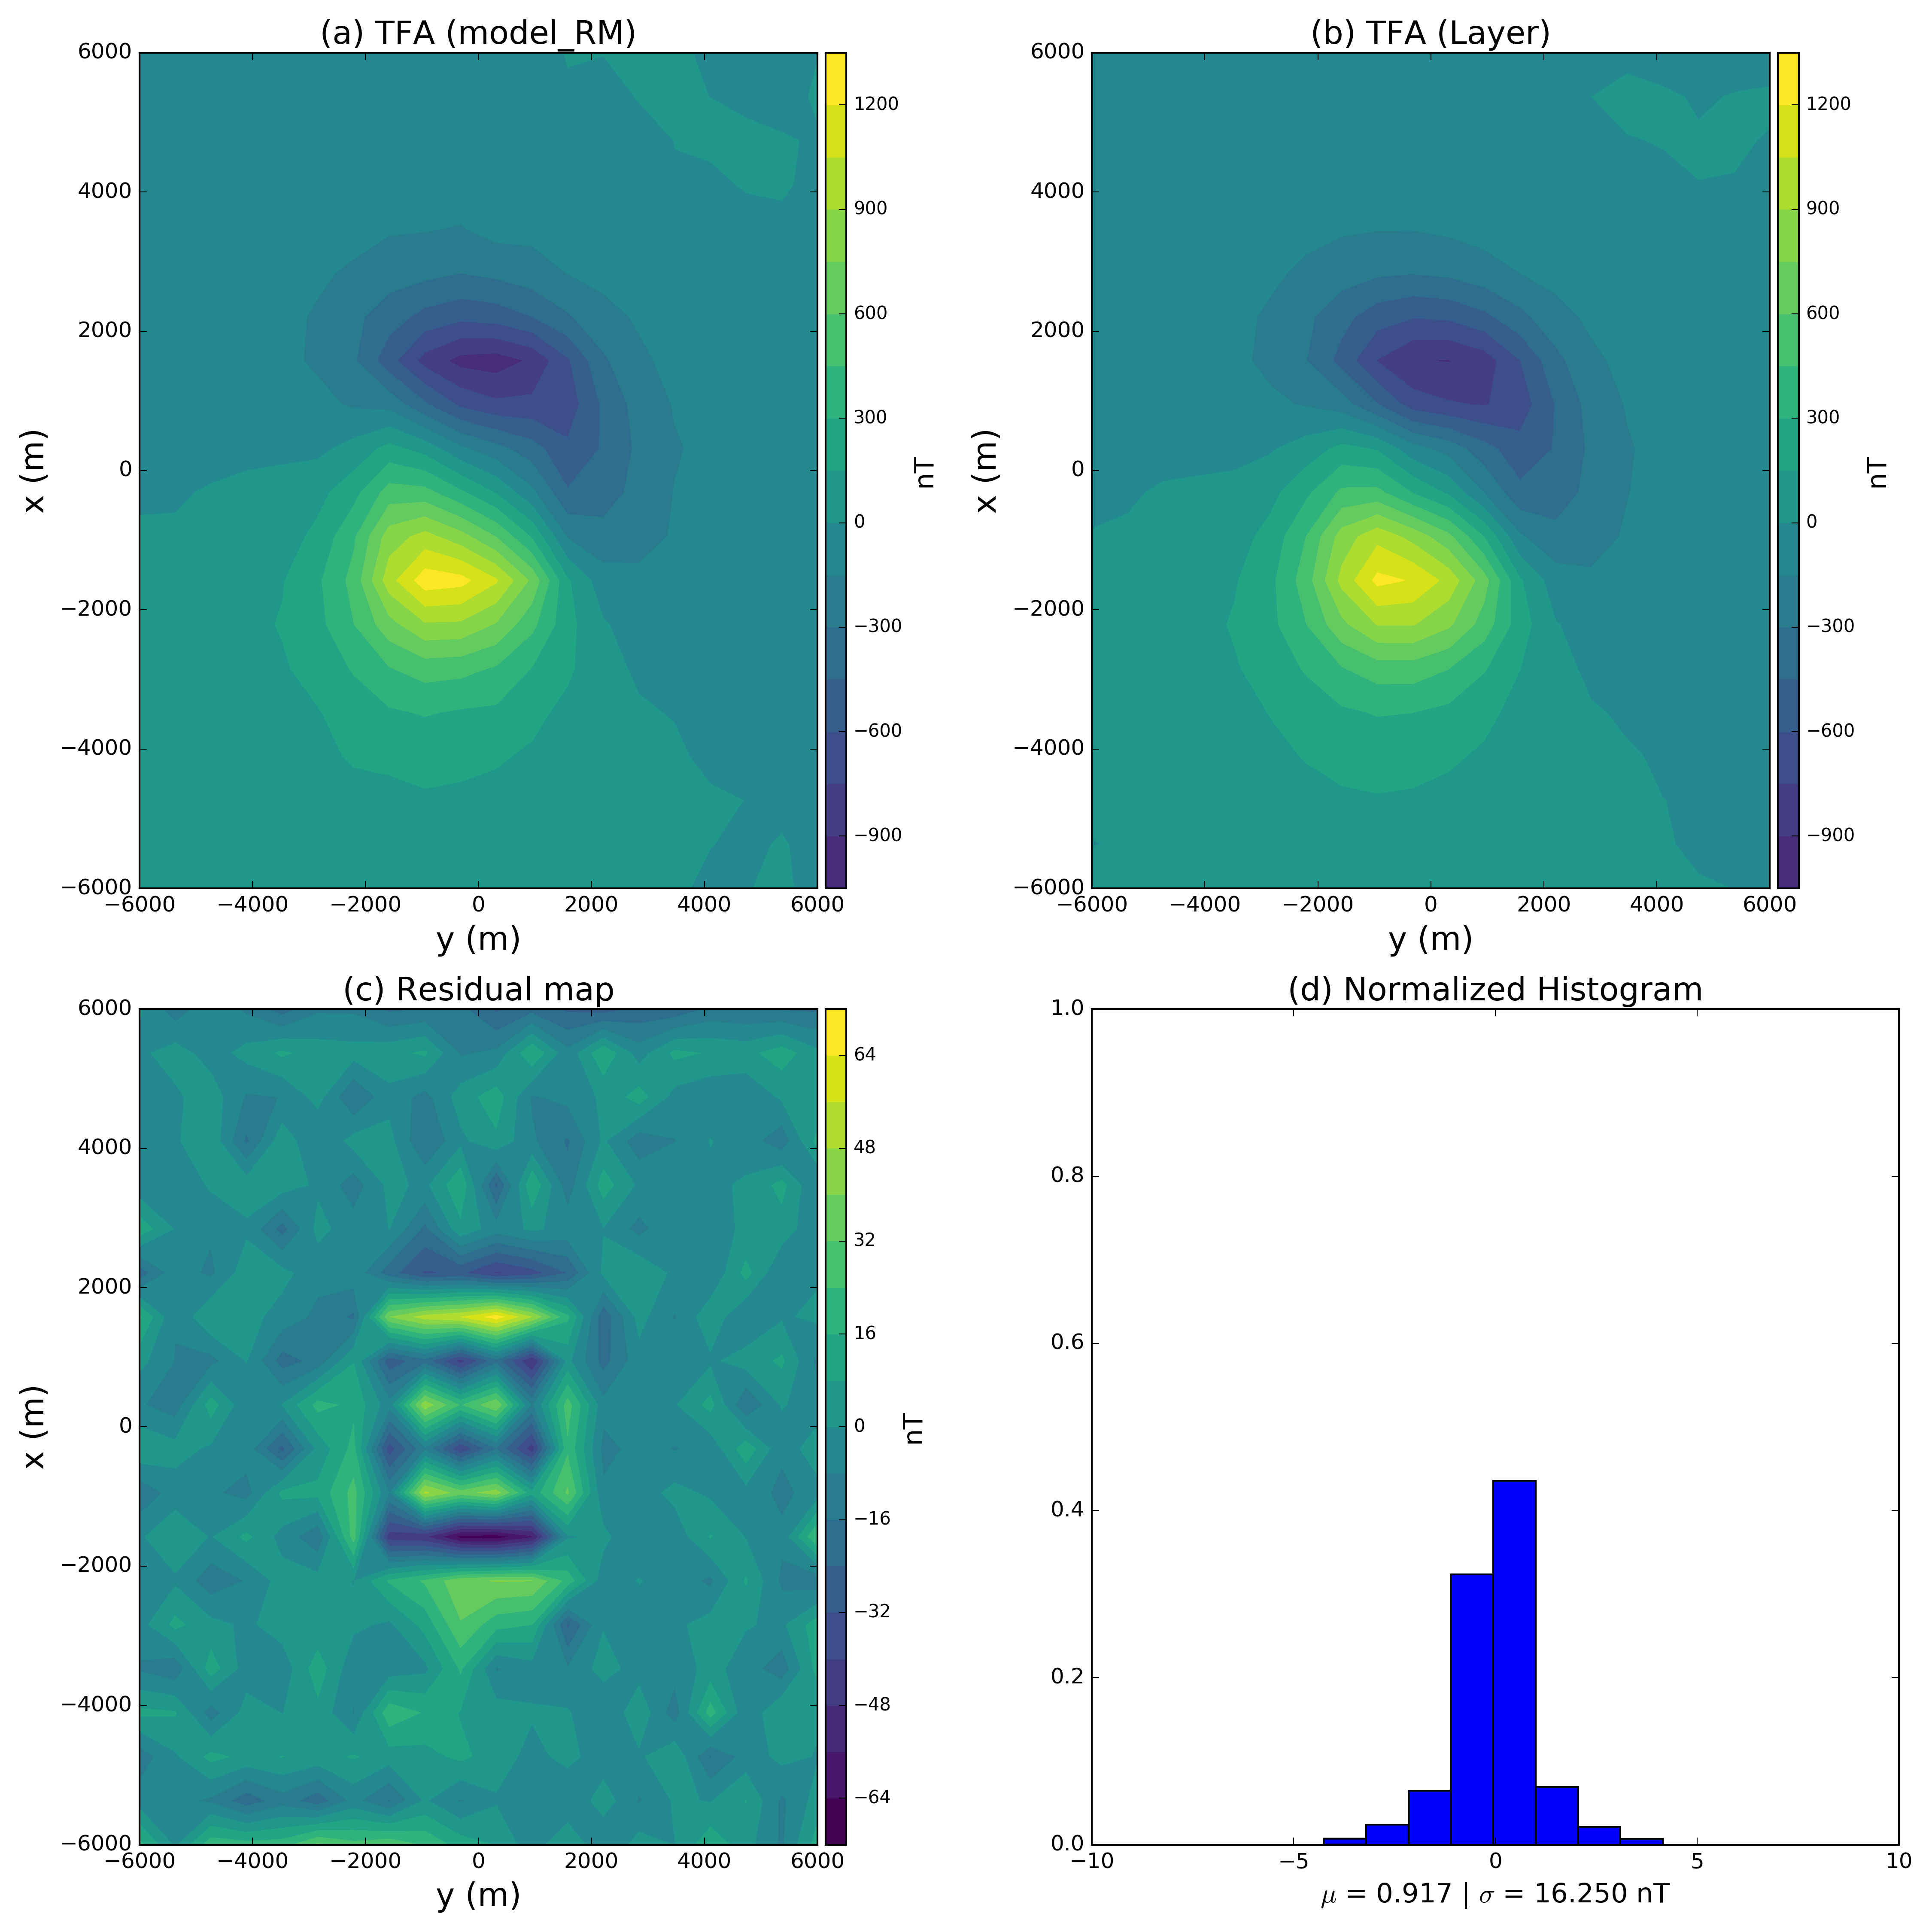 (a) TFA (model_RM)
6000
4000
2000
0
−2000
−4000
−6000
x (m)
−6000 −4000 −2000 0 2000 4000 6000
y (m)
1200
900
600
300
0
−300
−600
−900
nT
(b) TFA (Layer)
6000
4000
2000
0
−2000
−4000
−6000
x (m)
−6000 −4000 −2000 0 2000 4000 6000
y (m)
1200
900
600
300
0
−300
−600
−900
nT
(c) Residual map
6000
4000
2000
0
−2000
−4000
−6000
x (m)
−6000 −4000 −2000 0 2000 4000 6000
y (m)
64
48
32
16
0
−16
−32
−48
−64
nT
(d) Normalized Histogram
1.0
0.8
0.6
0.4
0.2
0.0
−10 −5 0 5 10
μ = 0.917 | σ = 16.250 nT